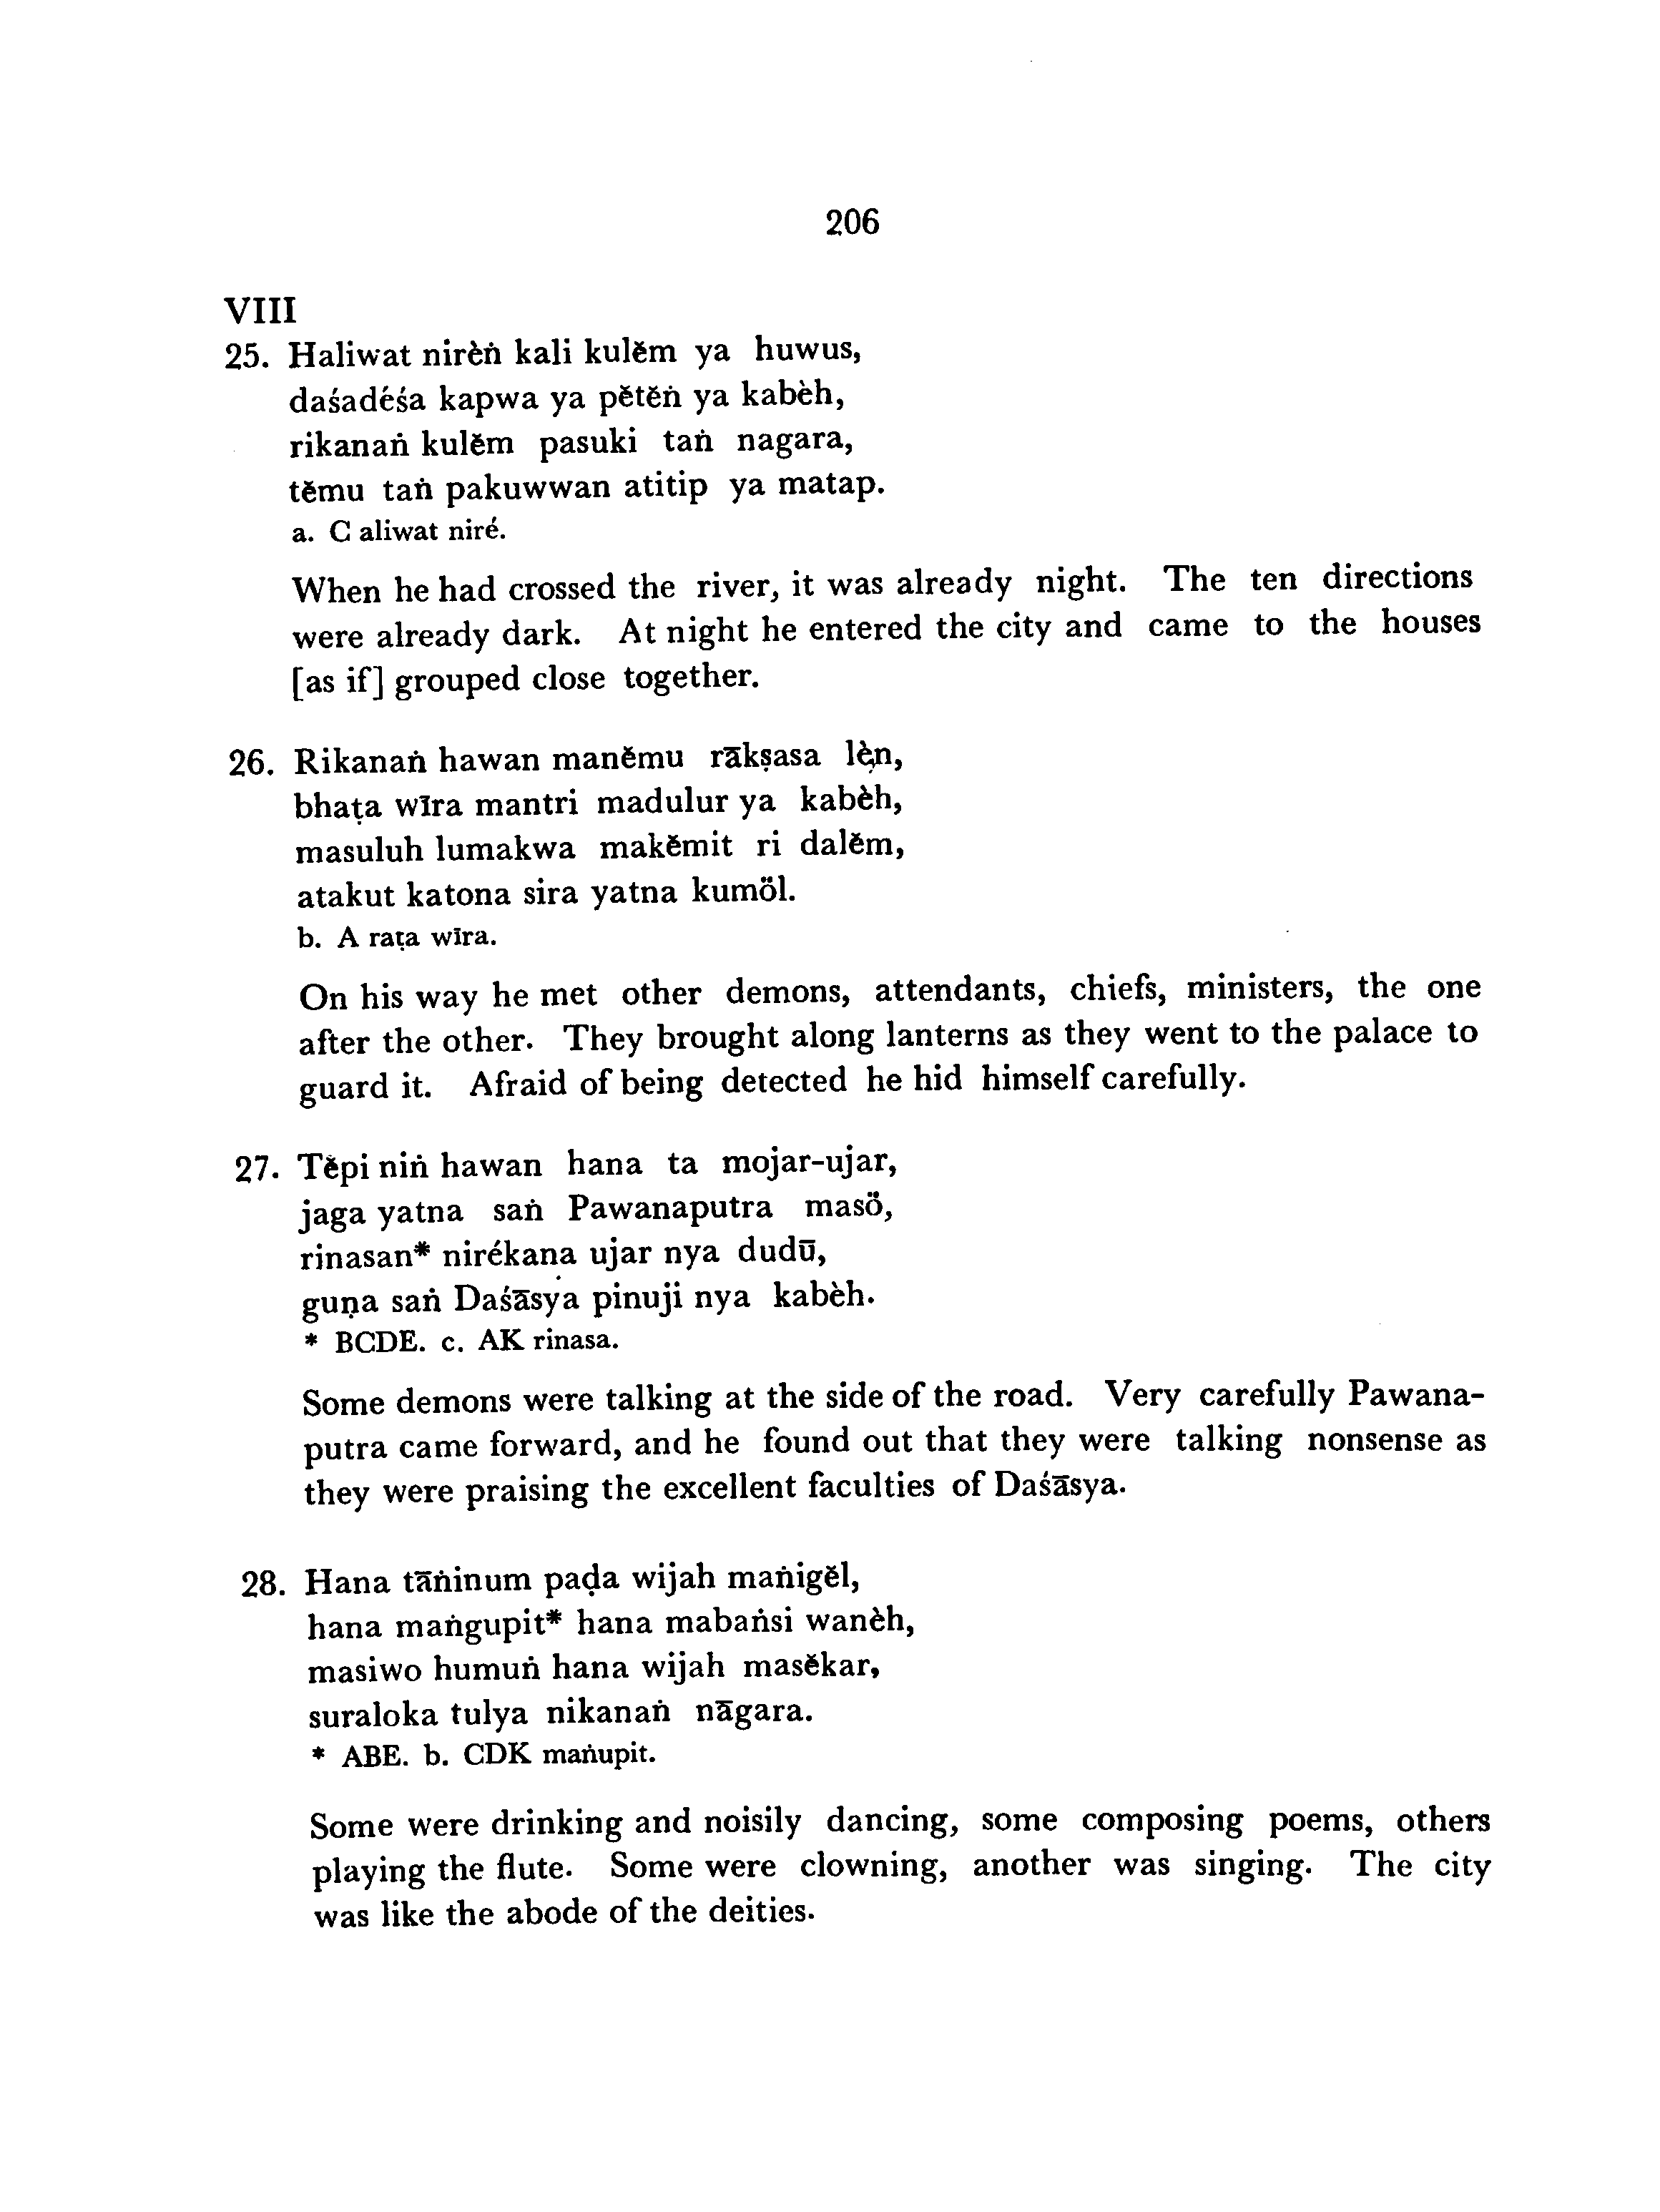 206
VIII
25. Haliwat nirèṅ kali kulĕm ya huwus,
daśadéśa kapwa ya pĕtĕṅ ya kabèh,
rikanaṅ kulĕm pasuki taṅ nagara,
tĕmu taṅ pakuwwan atitip ya matap.
a. C aliwat niré.
When he had crossed the river, it was already night. The ten directions
were already dark. At night he entered the city and came to the houses
[as if] grouped close together.
26. Rikanaṅ hawan manĕmu rākṣasa lèṇ,
bhaṭa wīra mantri madulur ya kabèh,
masuluh lumakwa makĕmit ri dalĕm,
atakut katona sira yatna kumöl.
b. A raṭa wīra.
On his way he met other demons, attendants, chiefs, ministers, the one
after the other. They brought along lanterns as they went to the palace to
guard it. Afraid of being detected he hid himself carefully.
27. Tĕpi niṅ hawan hana ta mojar-ujar,
jaga yatna saṅ Pawanaputra masö,
rinasan* nirékana ujar nya dudū,
guṇa saṅ Daśāsya pinuji nya kabèh.
* BCDE. c. AK rinasa.
Some demons were talking at the side of the road. Very carefully Pawana-
putra came forward, and he found out that they were talking nonsense as
they were praising the excellent faculties of Daśāsya.
28. Hana tāṅinum paḍa wijah maṅigĕl,
hana maṅgupit* hana mabaṅsi wanèh,
masiwo humuṅ hana wijah masĕkar,
suraloka tulya nikanaṅ nāgara.
* ABE. b. CDK maṅupit.
Some were drinking and noisily dancing, some composing poems, others
playing the flute. Some were clowning, another was singing. The city
was like the abode of the deities.